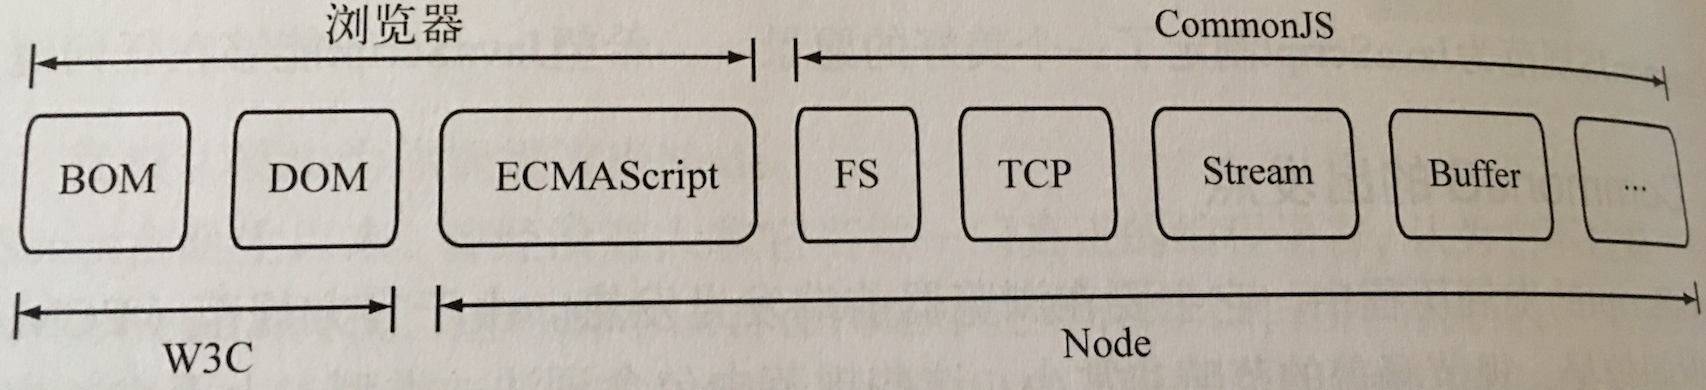 浏览器
CommonJS
BOM
DOM
ECMAScript
FS
TCP
Stream
Buffer
...
W3C
Node